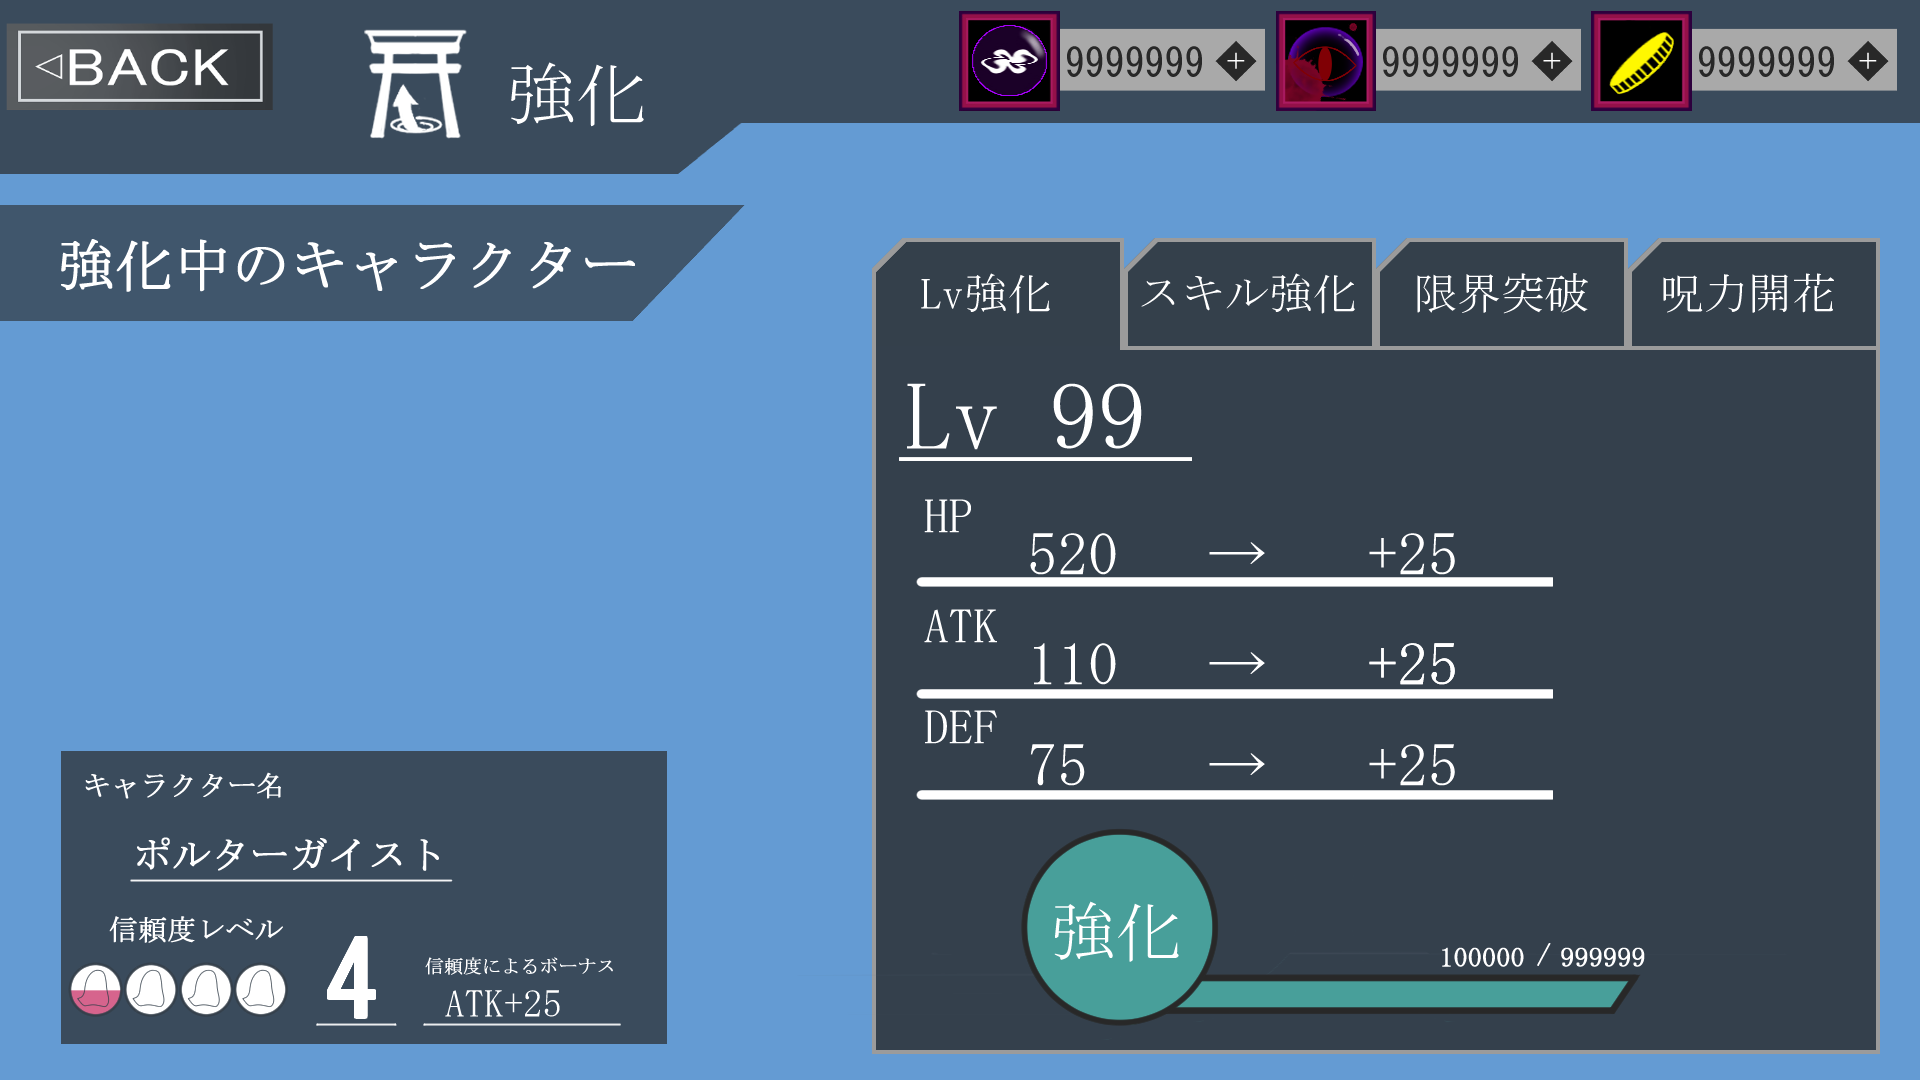 ◁BACK
強化
9999999 +
9999999 +
9999999 +
強化中のキャラクター
Lv強化
スキル強化
限界突破
呪力開花
Lv 99
HP
520 → +25
ATK
110 → +25
DEF
75 → +25
強化
100000 / 999999
キャラクター名
ポルターガイスト
信頼度レベル
4
信頼度によるボーナス
ATK+25